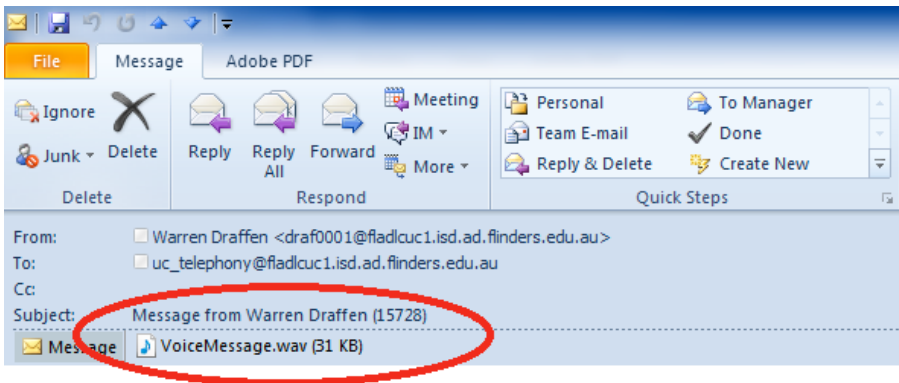 File Message Adobe PDF
Ignore
Junk
Delete
Reply
Reply All
Forward
Meeting
IM
More
Personal
Team E-mail
Reply & Delete
To Manager
Done
Create New
Delete Respond Quick Steps
From: Warren Draffen <draf0001@fladlcuc1.isd.ad.flinders.edu.au>
To: uc_telephony@fladlcuc1.isd.ad.flinders.edu.au
Cc:
Subject: Message from Warren Draffen (15728)
Message VoiceMessage.wav (31 KB)